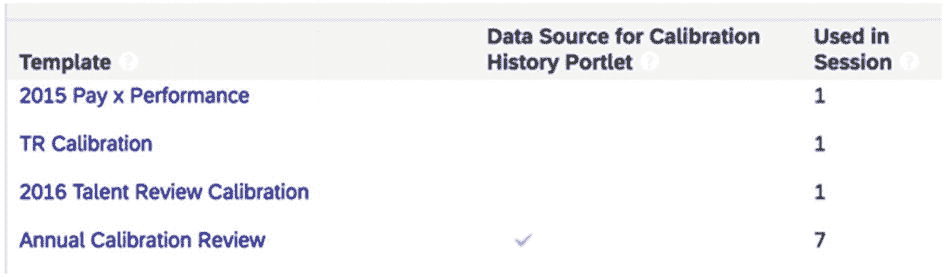 Data Source for Calibration Used in
Template ? History Portlet ? Session ?
2015 Pay x Performance 1
TR Calibration 1
2016 Talent Review Calibration 1
Annual Calibration Review ✓ 7